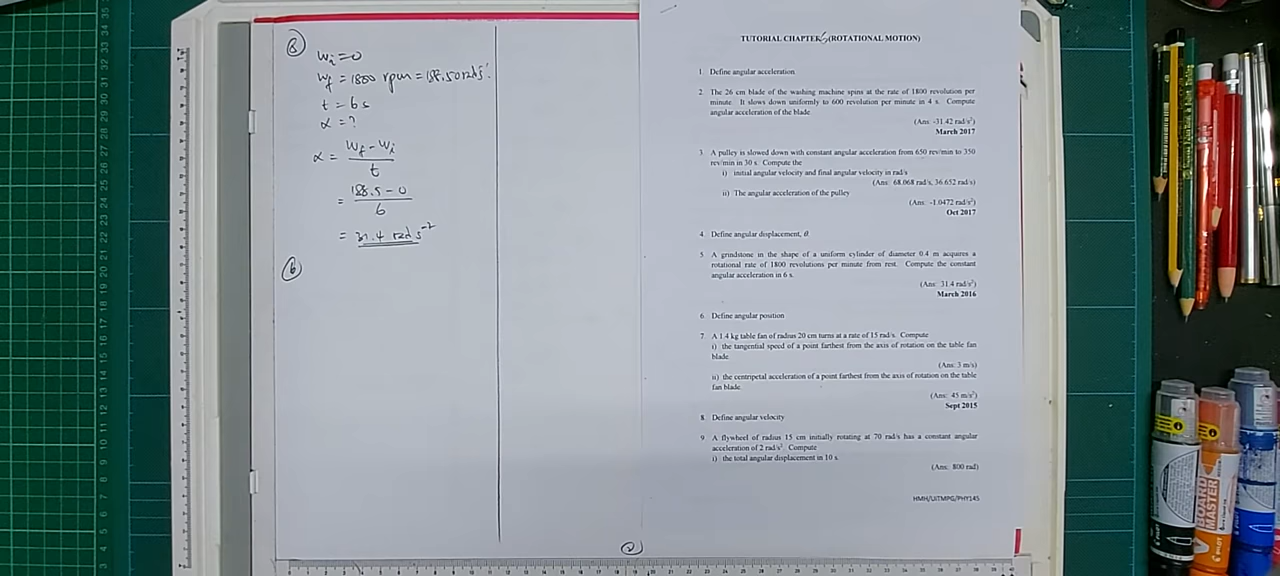 5
ωi = 0
ωf = 1800 rpm = 188.50 rad s⁻¹
t = 6 s
α = ?
α = ωf - ωi
t
= 188.5 - 0
6
= 31.4 rad s⁻²
6
2
TUTORIAL CHAPTER 5 (ROTATIONAL MOTION)
1. Define angular acceleration.
2. The 26 cm blade of the washing machine spins at the rate of 1800 revolution per
minute. It slows down uniformly to 600 revolution per minute in 4 s. Compute
angular acceleration of the blade.
(Ans: -31.42 rad/s²)
March 2017
3. A pulley is slowed down with constant angular acceleration from 650 rev/min to 350
rev/min in 30 s. Compute the
i) initial angular velocity and final angular velocity in rad/s
(Ans: 68.068 rad/s, 36.652 rad/s)
ii) The angular acceleration of the pulley
(Ans: -1.0472 rad/s²)
Oct 2017
4. Define angular displacement, θ.
5. A grindstone in the shape of a uniform cylinder of diameter 0.4 m acquires a
rotational rate of 1800 revolutions per minute from rest. Compute the constant
angular acceleration in 6 s.
(Ans: 31.4 rad/s²)
March 2016
6. Define angular position
7. A 1.4 kg table fan of radius 20 cm turns at a rate of 15 rad/s. Compute
i) the tangential speed of a point farthest from the axis of rotation on the table fan
blade.
(Ans: 3 m/s)
ii) the centripetal acceleration of a point farthest from the axis of rotation on the table
fan blade.
(Ans: 45 m/s²)
Sept 2015
8. Define angular velocity
9. A flywheel of radius 15 cm initially rotating at 70 rad/s has a constant angular
acceleration of 2 rad/s². Compute
i) the total angular displacement in 10 s.
(Ans: 800 rad)
HMH/UITMPG/PHY145
BOARD
MASTER
PILOT